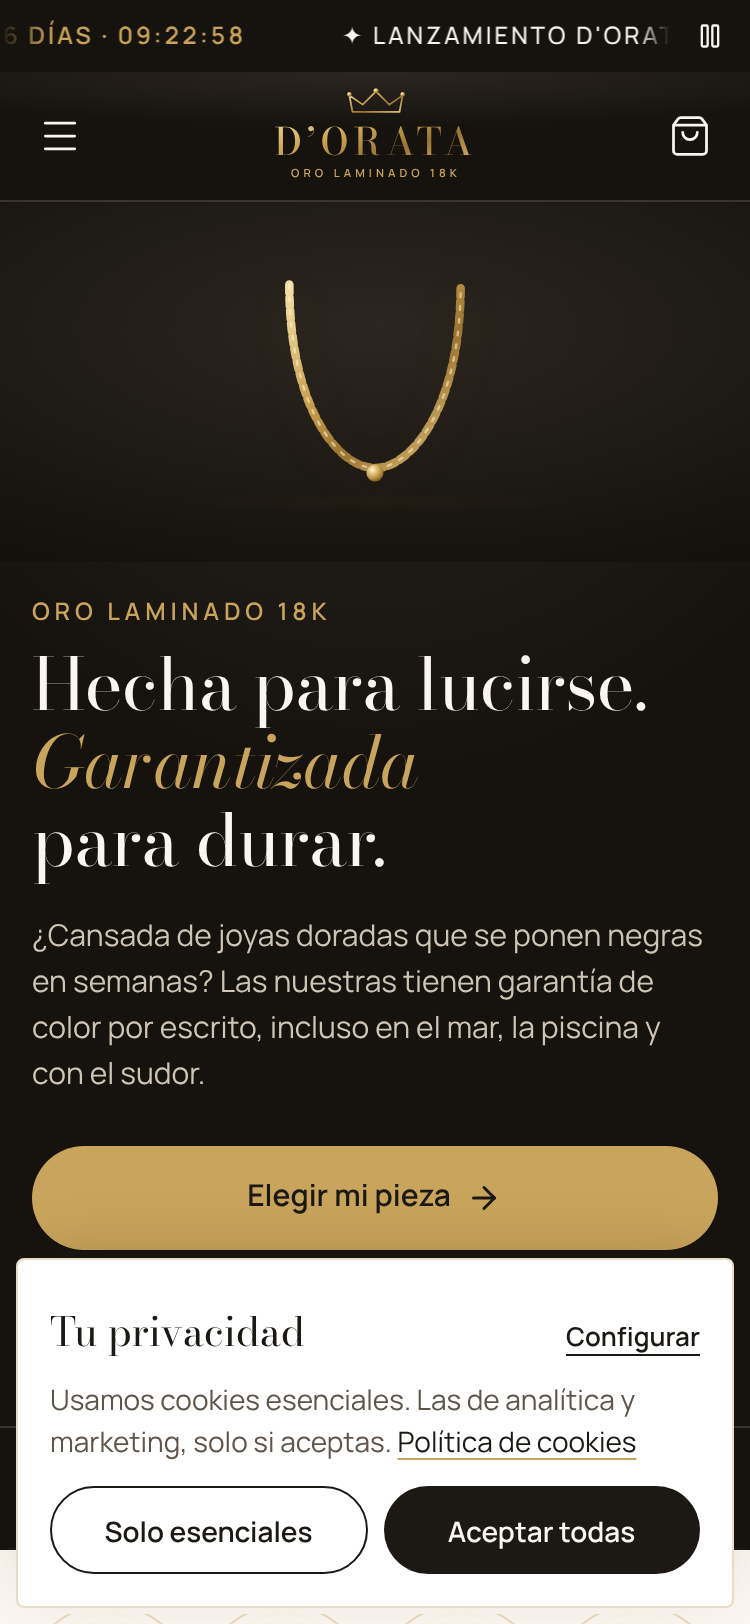 6 DÍAS · 09:22:58 ✦ LANZAMIENTO D'ORAT
D’ORATA
ORO LAMINADO 18K
ORO LAMINADO 18K
Hecha para lucirse.
Garantizada
para durar.
¿Cansada de joyas doradas que se ponen negras
en semanas? Las nuestras tienen garantía de
color por escrito, incluso en el mar, la piscina y
con el sudor.
Elegir mi pieza →
Tu privacidad
Configurar
Usamos cookies esenciales. Las de analítica y
marketing, solo si aceptas. Política de cookies
Solo esenciales
Aceptar todas